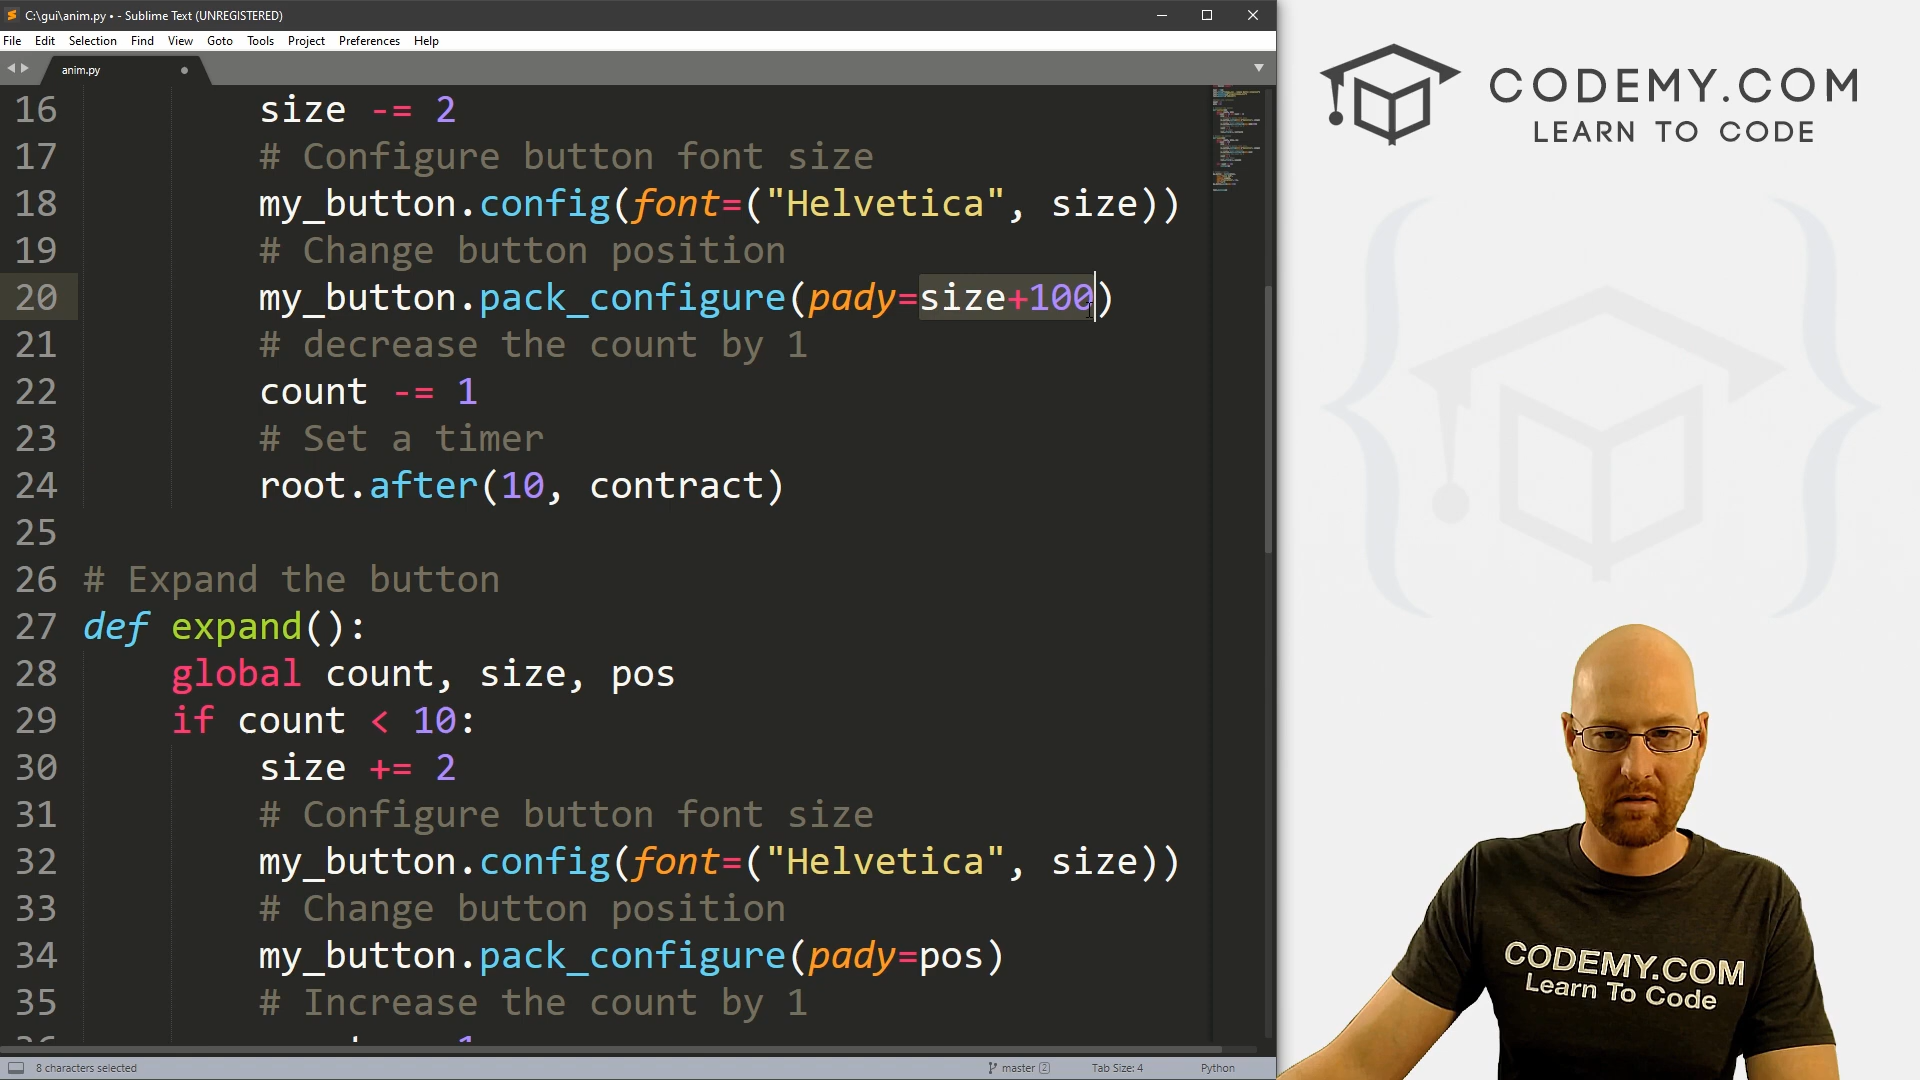 C:\gui\anim.py • - Sublime Text (UNREGISTERED)
File Edit Selection Find View Goto Tools Project Preferences Help
anim.py
16 size -= 2
17 # Configure button font size
18 my_button.config(font=("Helvetica", size))
19 # Change button position
20 my_button.pack_configure(pady=size+100)
21 # decrease the count by 1
22 count -= 1
23 # Set a timer
24 root.after(10, contract)
25
26 # Expand the button
27 def expand():
28 global count, size, pos
29 if count < 10:
30 size += 2
31 # Configure button font size
32 my_button.config(font=("Helvetica", size))
33 # Change button position
34 my_button.pack_configure(pady=pos)
35 # Increase the count by 1
8 characters selected
master 2
Tab Size: 4
Python
CODEMY.COM
LEARN TO CODE
CODEMY.COM
Learn To Code